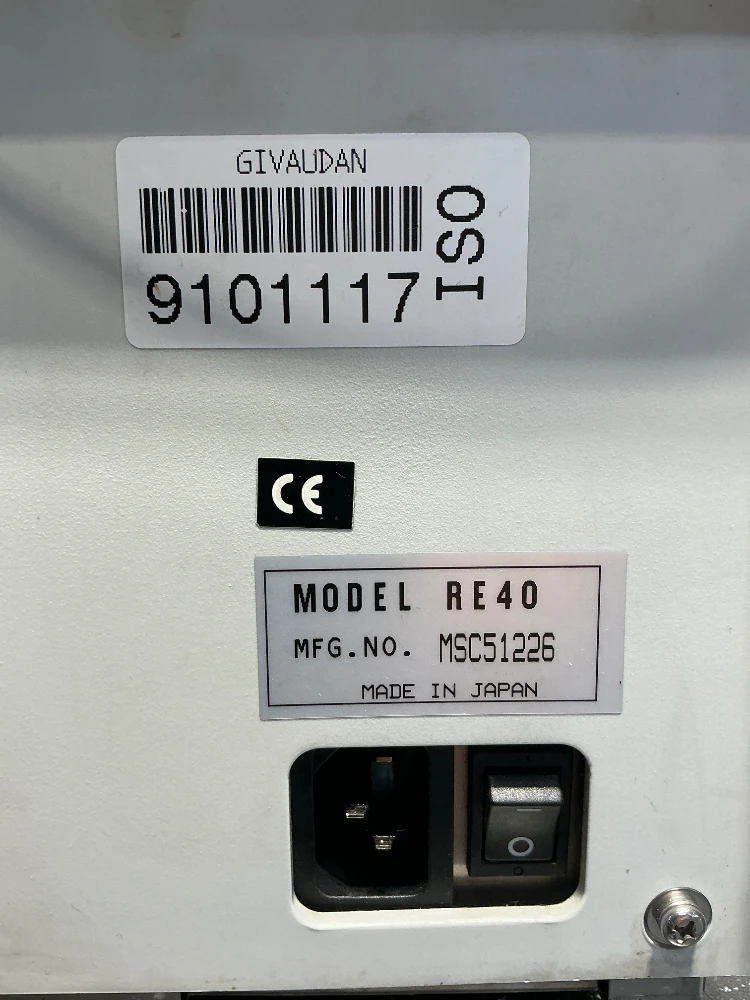 GIVAUDAN
9101117
ISO
CE
MODEL RE40
MFG.NO. MSC51226
MADE IN JAPAN
O